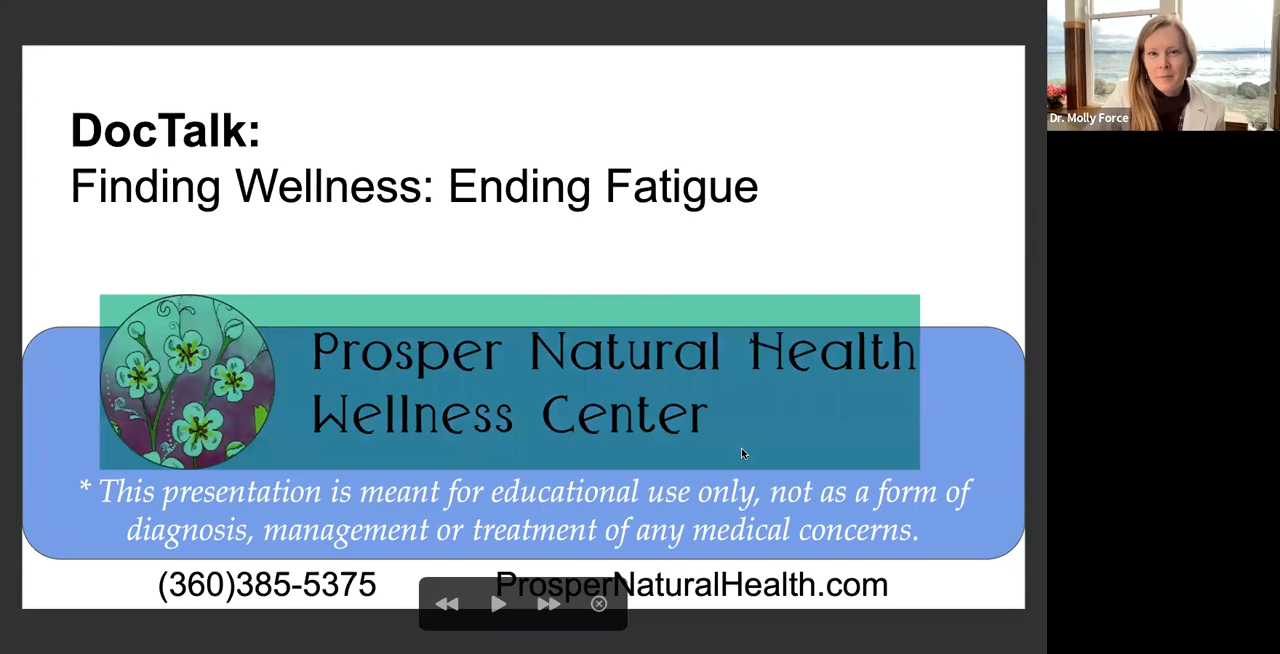 DocTalk:
Finding Wellness: Ending Fatigue
Prosper Natural Health
Wellness Center
* This presentation is meant for educational use only, not as a form of
diagnosis, management or treatment of any medical concerns.
(360)385-5375
ProsperNaturalHealth.com
Dr. Molly Force